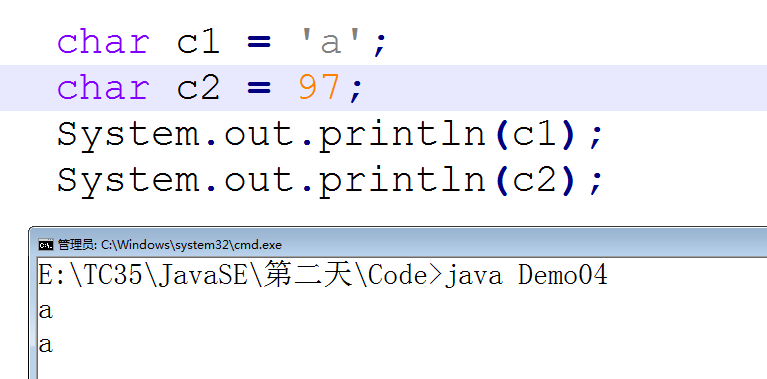 char c1 = 'a';
char c2 = 97;
System.out.println(c1);
System.out.println(c2);
管理员: C:\Windows\system32\cmd.exe
E:\TC35\JavaSE\第二天\Code>java Demo04
a
a